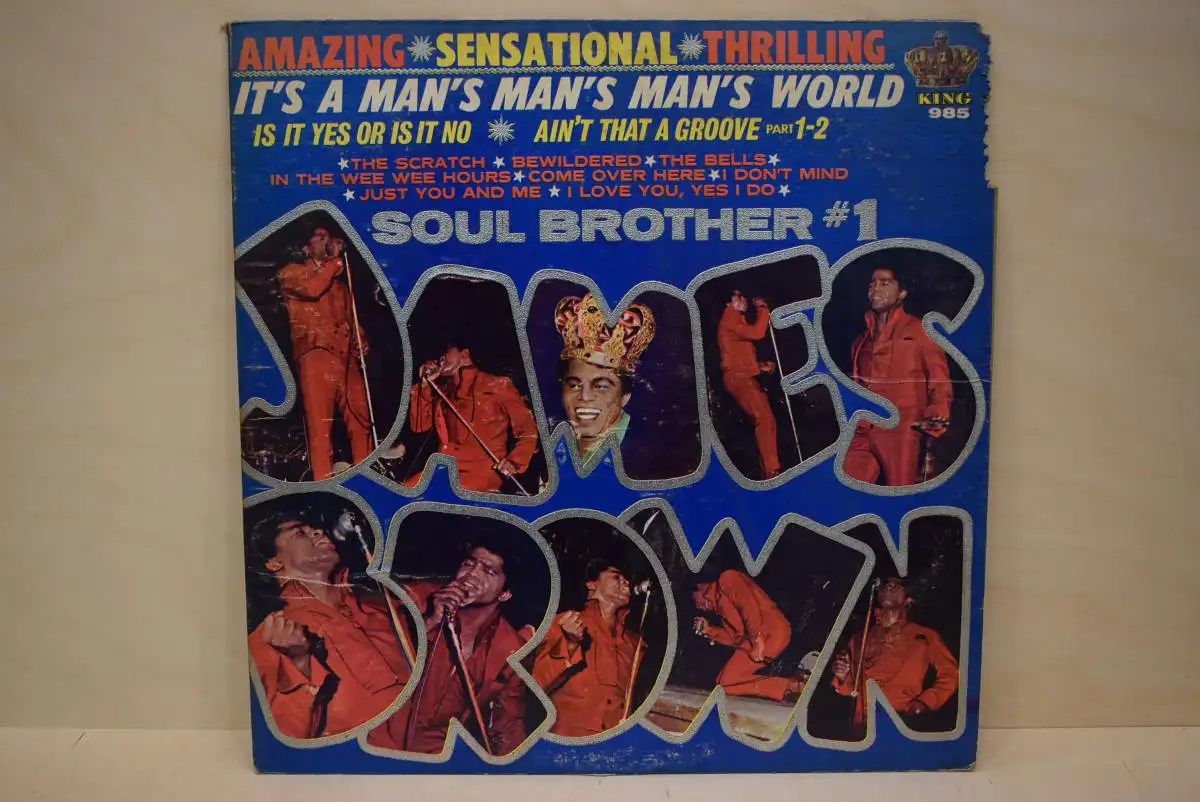 AMAZING SENSATIONAL THRILLING
IT'S A MAN'S MAN'S MAN'S WORLD
KING
985
IS IT YES OR IS IT NO AIN'T THAT A GROOVE PART 1-2
★THE SCRATCH ★ BEWILDERED ★ THE BELLS★
IN THE WEE WEE HOURS★COME OVER HERE★I DON'T MIND
★JUST YOU AND ME ★ I LOVE YOU, YES I DO★
SOUL BROTHER #1
JAMES
BROWN